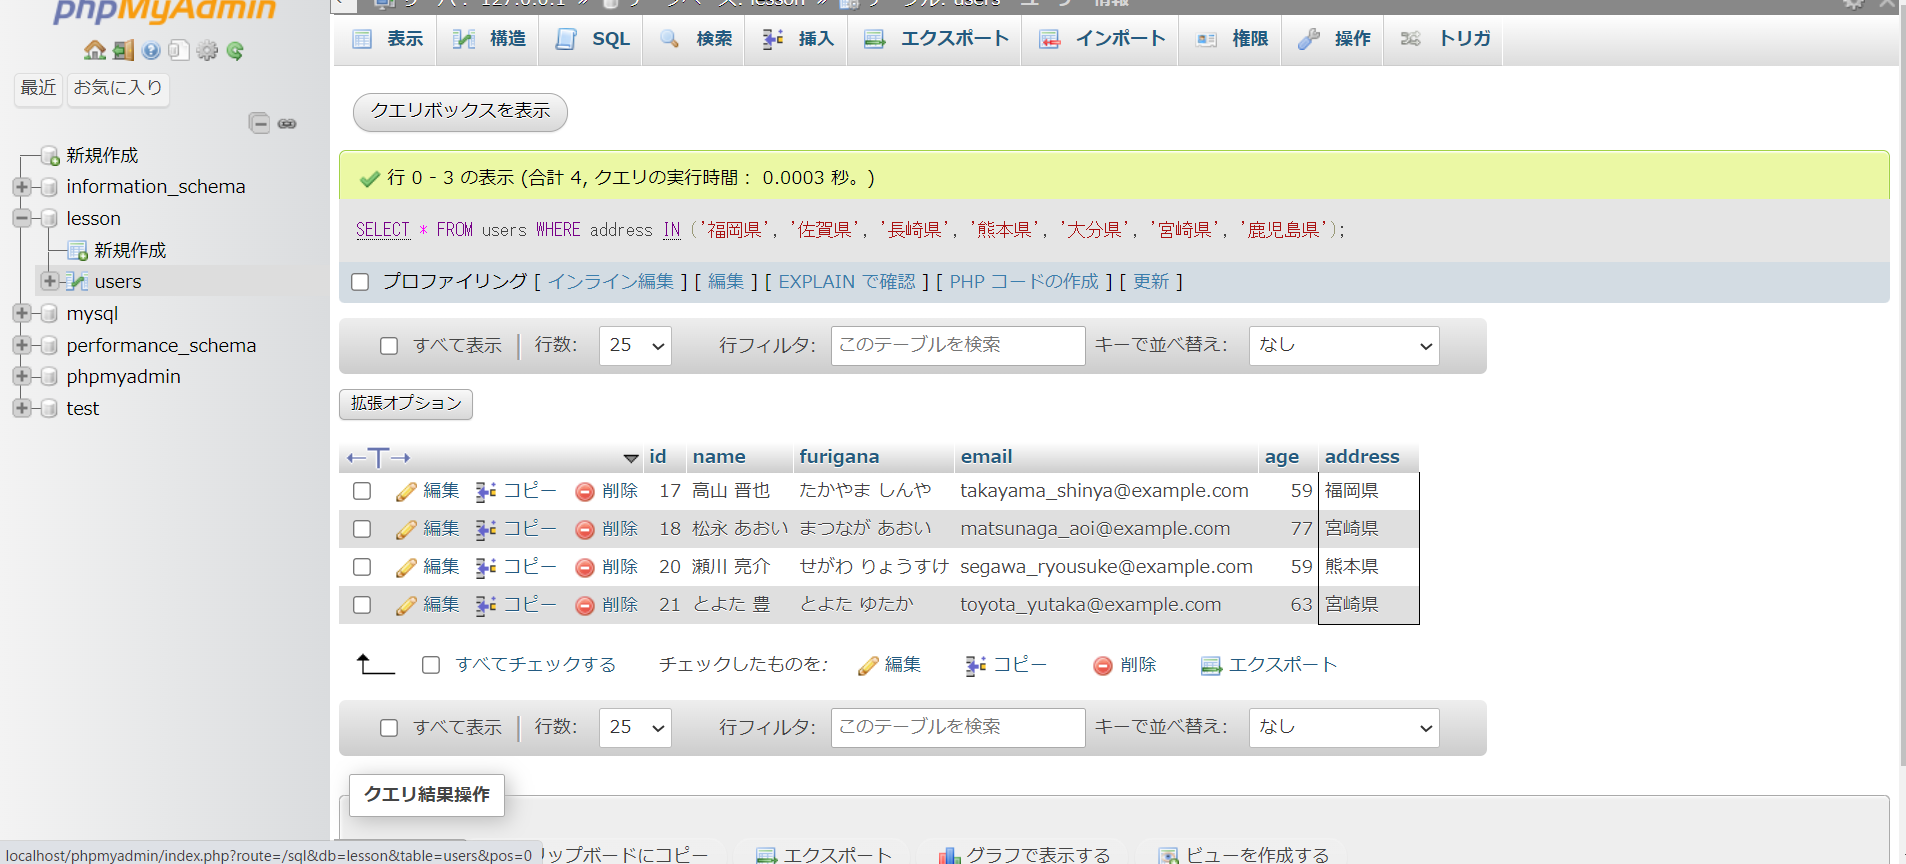 phpMyAdmin
最近 お気に入り
新規作成
information_schema
lesson
新規作成
users
mysql
performance_schema
phpmyadmin
test
表示 構造 SQL 検索 挿入 エクスポート インポート 権限 操作 トリガ
クエリボックスを表示
行 0 - 3 の表示 (合計 4, クエリの実行時間： 0.0003 秒。)
SELECT * FROM users WHERE address IN ('福岡県', '佐賀県', '長崎県', '熊本県', '大分県', '宮崎県', '鹿児島県');
プロファイリング [ インライン編集 ] [ 編集 ] [ EXPLAIN で確認 ] [ PHP コードの作成 ] [ 更新 ]
すべて表示 行数: 25 行フィルタ: このテーブルを検索 キーで並べ替え: なし
拡張オプション
←T→ id name furigana email age address
編集 コピー 削除 17 高山 晋也 たかやま しんや takayama_shinya@example.com 59 福岡県
編集 コピー 削除 18 松永 あおい まつなが あおい matsunaga_aoi@example.com 77 宮崎県
編集 コピー 削除 20 瀬川 亮介 せがわ りょうすけ segawa_ryousuke@example.com 59 熊本県
編集 コピー 削除 21 とよた 豊 とよた ゆたか toyota_yutaka@example.com 63 宮崎県
すべてチェックする チェックしたものを: 編集 コピー 削除 エクスポート
すべて表示 行数: 25 行フィルタ: このテーブルを検索 キーで並べ替え: なし
クエリ結果操作
リップボードにコピー エクスポート グラフで表示する ビューを作成する
localhost/phpmyadmin/index.php?route=/sql&db=lesson&table=users&pos=0